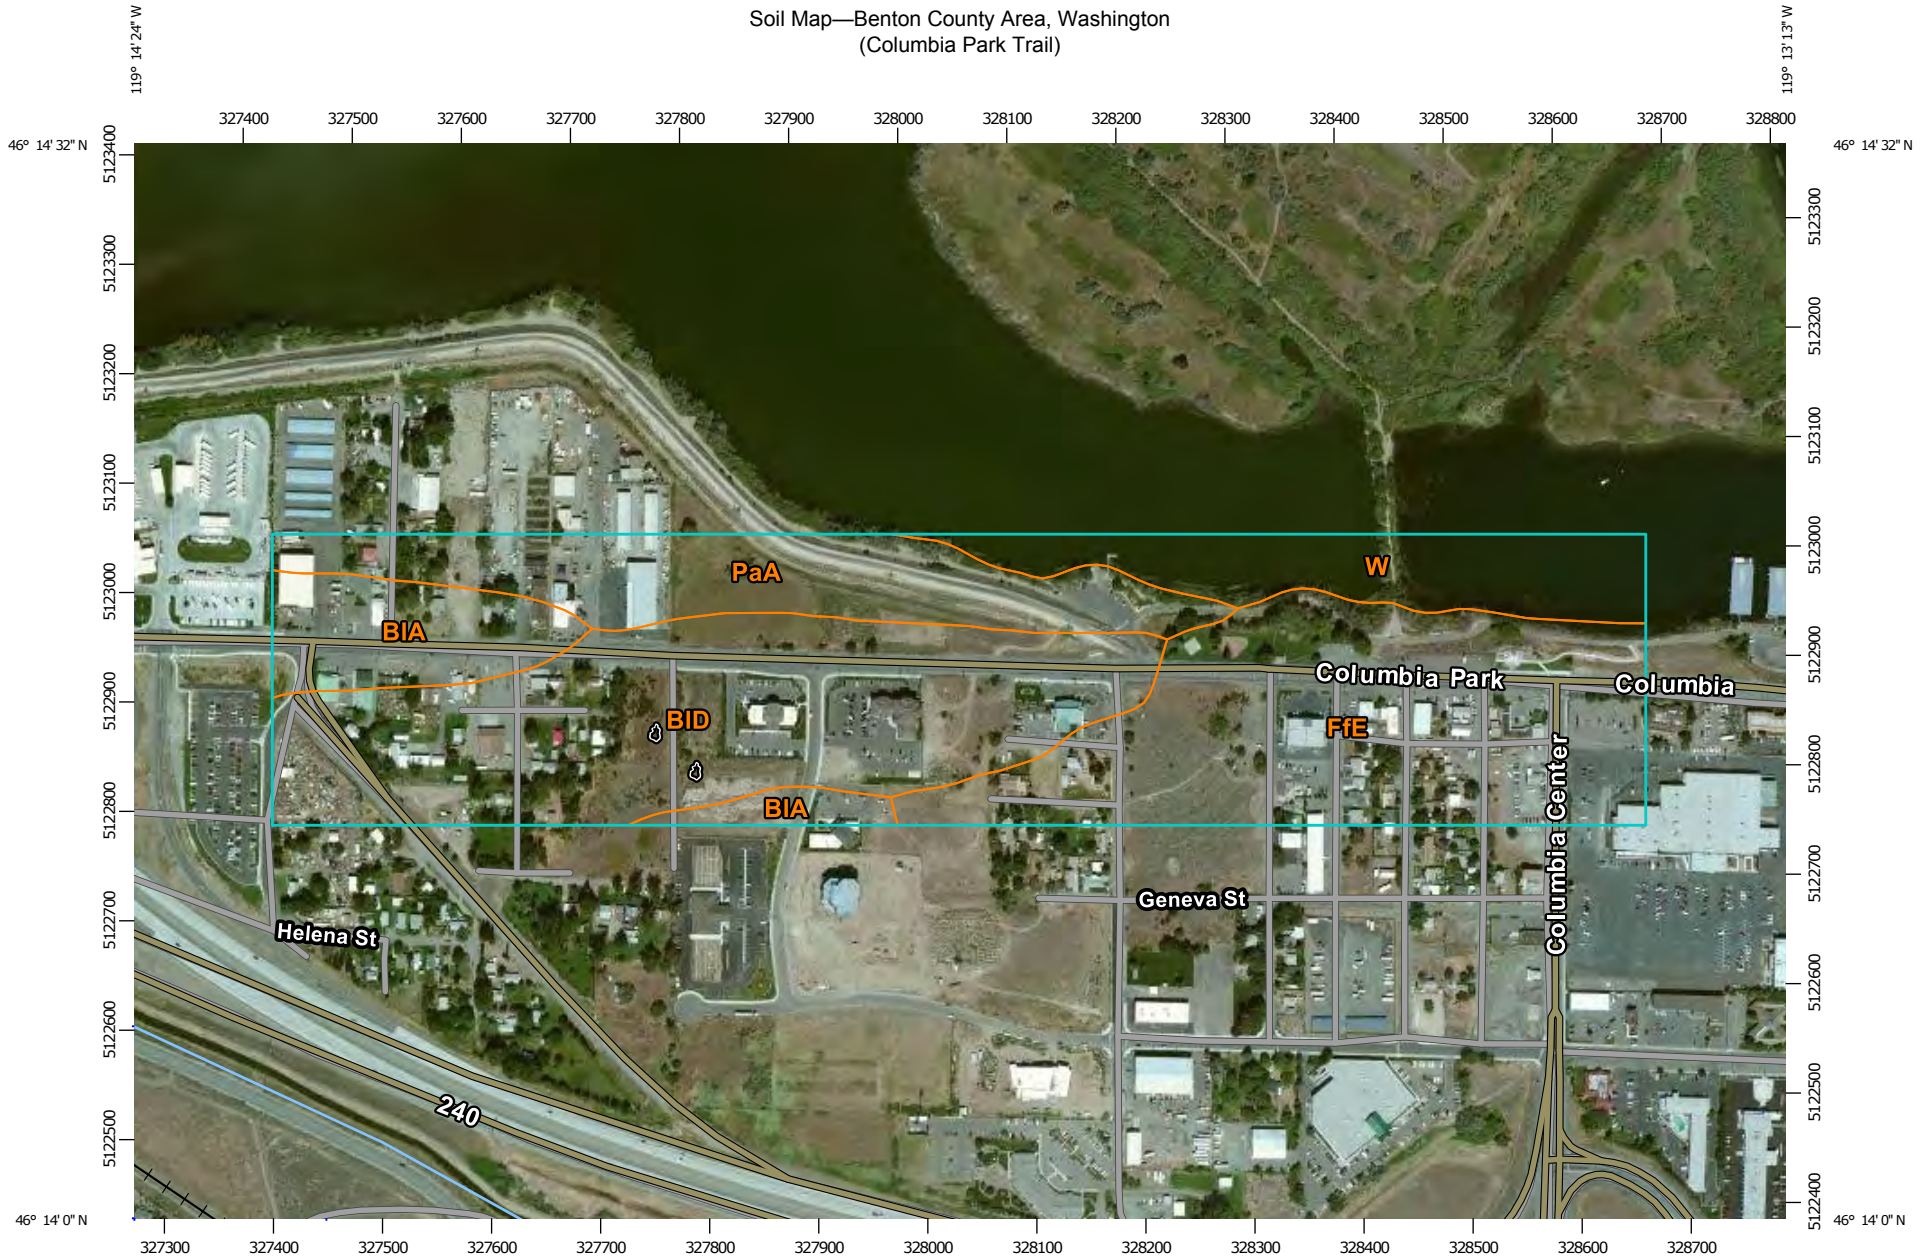 Soil Map—Benton County Area, Washington
(Columbia Park Trail)
119° 14' 24" W
119° 13' 13" W
327400 327500 327600 327700 327800 327900 328000 328100 328200 328300 328400 328500 328600 328700 328800
46° 14' 32" N
46° 14' 32" N
5123400
5123300
5123200
5123100
5123000
5122900
5122800
5122700
5122600
5122500
5123300
5123200
5123100
5123000
5122900
5122800
5122700
5122600
5122500
5122400
PaA
W
BIA
Columbia Park
Columbia
BID
FfE
BIA
Columbia Center
Geneva St
Helena St
240
46° 14' 0" N
46° 14' 0" N
327300 327400 327500 327600 327700 327800 327900 328000 328100 328200 328300 328400 328500 328600 328700